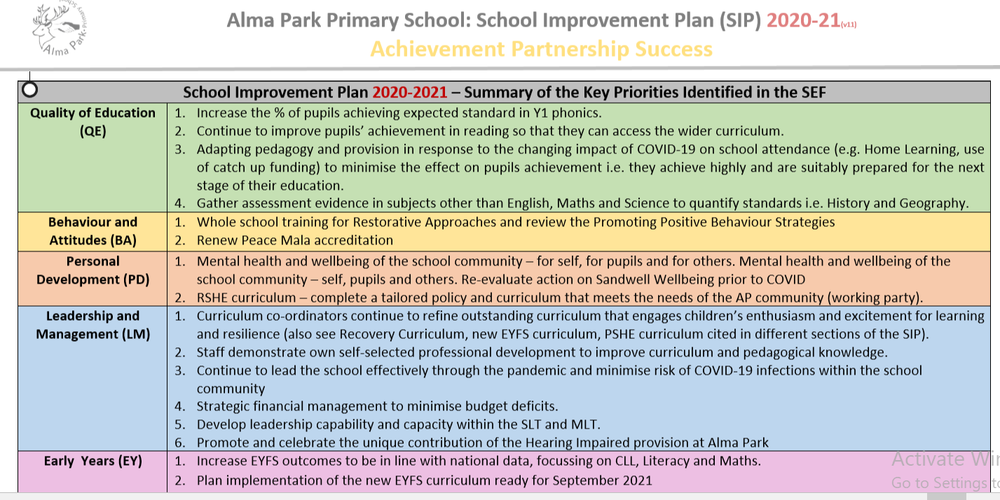 Alma Park
Alma Park Primary School: School Improvement Plan (SIP) 2020-21(v11)
Achievement Partnership Success
School Improvement Plan 2020-2021 – Summary of the Key Priorities Identified in the SEF
Quality of Education
(QE)
1. Increase the % of pupils achieving expected standard in Y1 phonics.
2. Continue to improve pupils’ achievement in reading so that they can access the wider curriculum.
3. Adapting pedagogy and provision in response to the changing impact of COVID-19 on school attendance (e.g. Home Learning, use
of catch up funding) to minimise the effect on pupils achievement i.e. they achieve highly and are suitably prepared for the next
stage of their education.
4. Gather assessment evidence in subjects other than English, Maths and Science to quantify standards i.e. History and Geography.
Behaviour and
Attitudes (BA)
1. Whole school training for Restorative Approaches and review the Promoting Positive Behaviour Strategies
2. Renew Peace Mala accreditation
Personal
Development (PD)
1. Mental health and wellbeing of the school community – for self, for pupils and for others. Mental health and wellbeing of the
school community – self, pupils and others. Re-evaluate action on Sandwell Wellbeing prior to COVID
2. RSHE curriculum – complete a tailored policy and curriculum that meets the needs of the AP community (working party).
Leadership and
Management (LM)
1. Curriculum co-ordinators continue to refine outstanding curriculum that engages children’s enthusiasm and excitement for learning
and resilience (also see Recovery Curriculum, new EYFS curriculum, PSHE curriculum cited in different sections of the SIP).
2. Staff demonstrate own self-selected professional development to improve curriculum and pedagogical knowledge.
3. Continue to lead the school effectively through the pandemic and minimise risk of COVID-19 infections within the school
community
4. Strategic financial management to minimise budget deficits.
5. Develop leadership capability and capacity within the SLT and MLT.
6. Promote and celebrate the unique contribution of the Hearing Impaired provision at Alma Park
Early Years (EY)
1. Increase EYFS outcomes to be in line with national data, focussing on CLL, Literacy and Maths.
2. Plan implementation of the new EYFS curriculum ready for September 2021
Activate Win
Go to Settings to